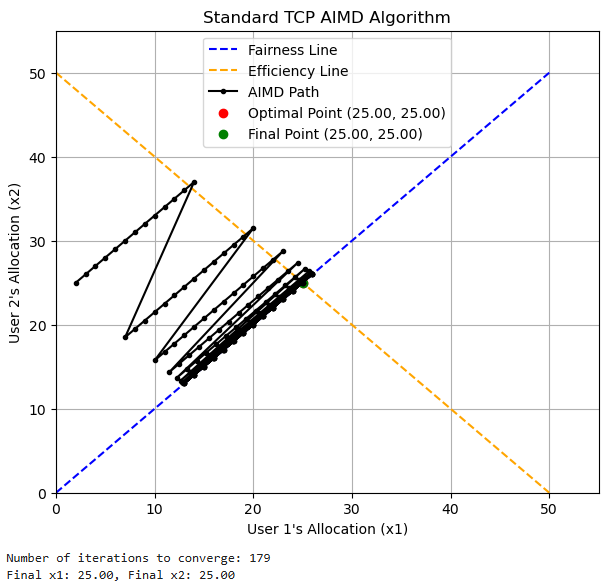 Standard TCP AIMD Algorithm
Fairness Line
Efficiency Line
AIMD Path
Optimal Point (25.00, 25.00)
Final Point (25.00, 25.00)
50
40
30
20
10
0
User 2's Allocation (x2)
0 10 20 30 40 50
User 1's Allocation (x1)
Number of iterations to converge: 179
Final x1: 25.00, Final x2: 25.00